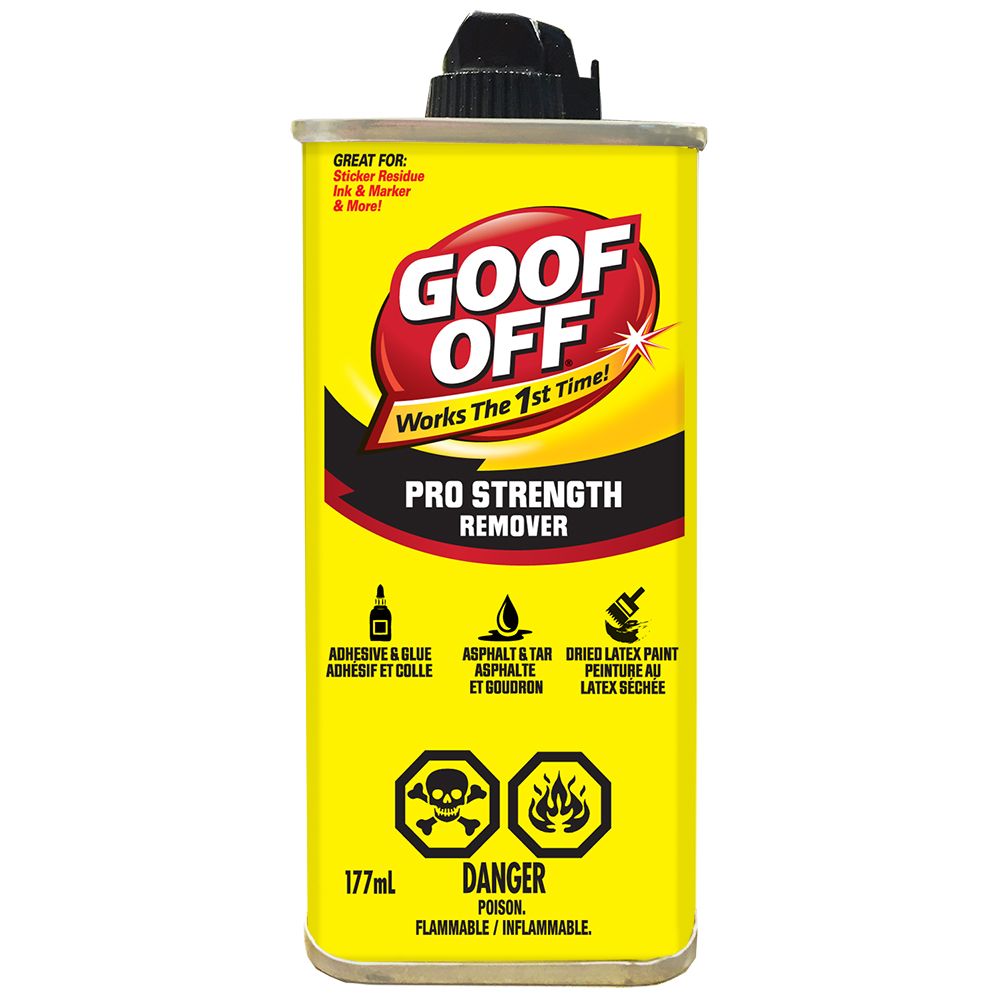 GREAT FOR:
Sticker Residue
Ink & Marker
& More!
GOOF
OFF®
Works The 1st Time!
PRO STRENGTH
REMOVER
ADHESIVE & GLUE
ADHÉSIF ET COLLE
ASPHALT & TAR
ASPHALTE
ET GOUDRON
DRIED LATEX PAINT
PEINTURE AU
LATEX SÉCHÉE
177mL
DANGER
POISON.
FLAMMABLE / INFLAMMABLE.